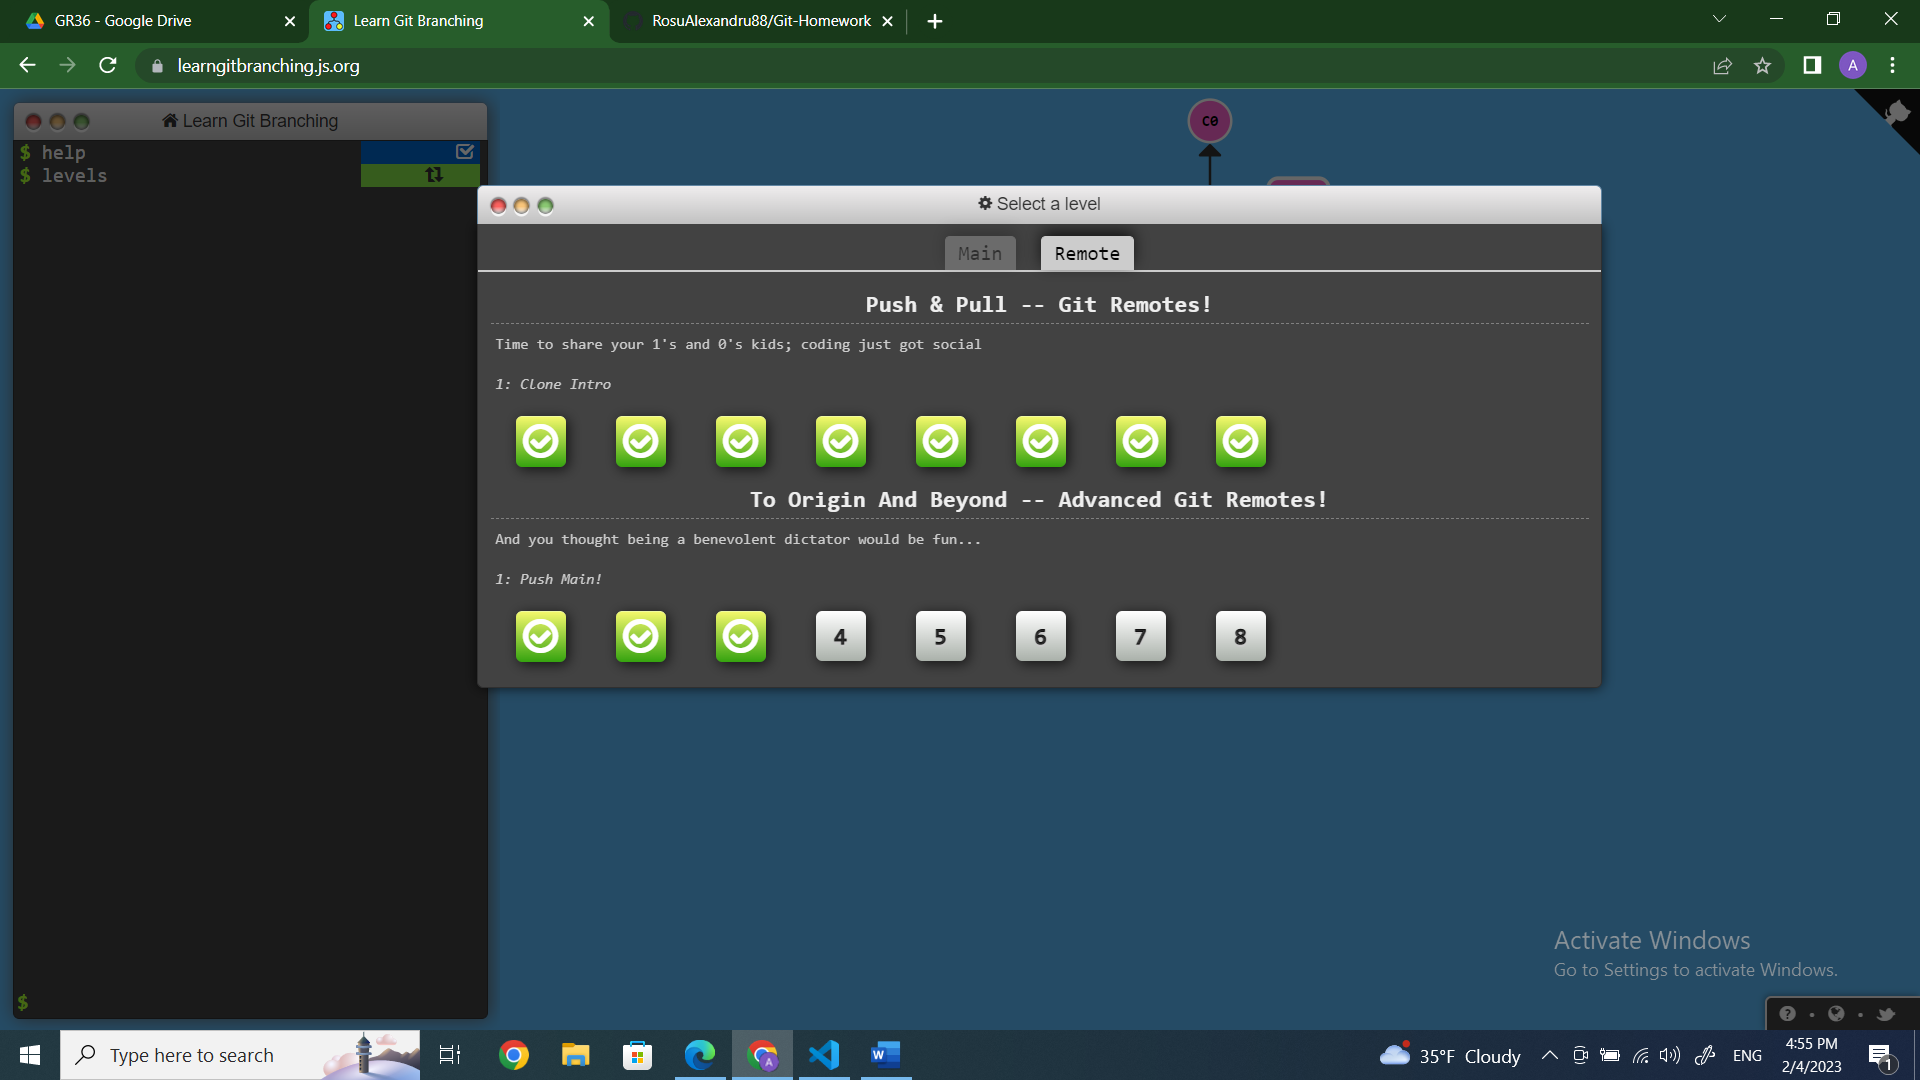 GR36 - Google Drive
Learn Git Branching
RosuAlexandru88/Git-Homework
learngitbranching.js.org
A
Learn Git Branching
$ help
$ levels
C0
Select a level
Main
Remote
Push & Pull -- Git Remotes!
Time to share your 1's and 0's kids; coding just got social
1: Clone Intro
To Origin And Beyond -- Advanced Git Remotes!
And you thought being a benevolent dictator would be fun...
1: Push Main!
4 5 6 7 8
Activate Windows
Go to Settings to activate Windows.
$
Type here to search
35°F Cloudy
ENG
4:55 PM
2/4/2023
1